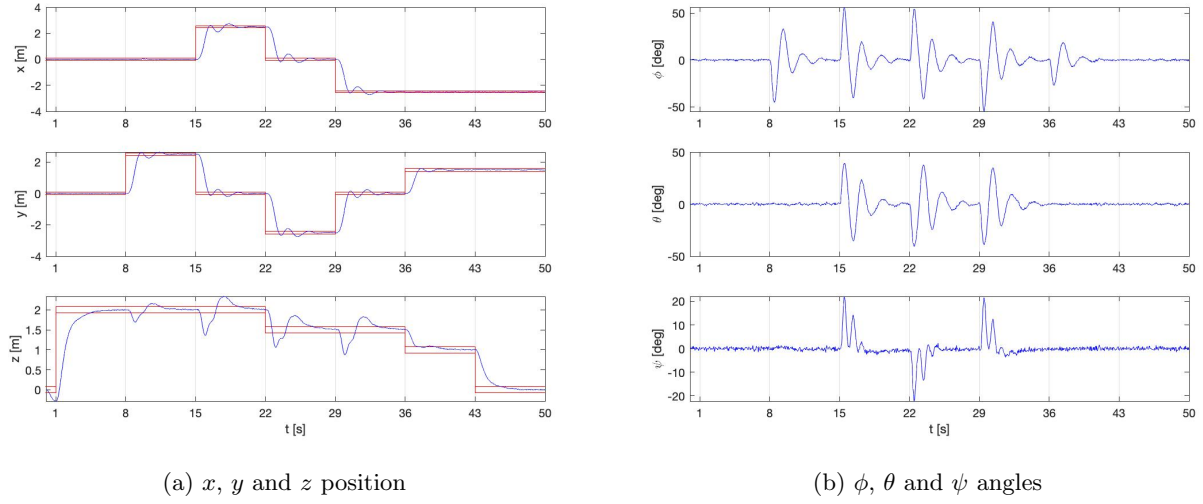 4
2
0
-2
-4
x [m]
1 8 15 22 29 36 43 50
2
0
-2
-4
y [m]
1 8 15 22 29 36 43 50
2
1.5
1
0.5
0
z [m]
1 8 15 22 29 36 43 50
t [s]
(a) x, y and z position
50
0
-50
ϕ [deg]
1 8 15 22 29 36 43 50
50
0
-50
θ [deg]
1 8 15 22 29 36 43 50
20
10
0
-10
-20
ψ [deg]
1 8 15 22 29 36 43 50
t [s]
(b) ϕ, θ and ψ angles